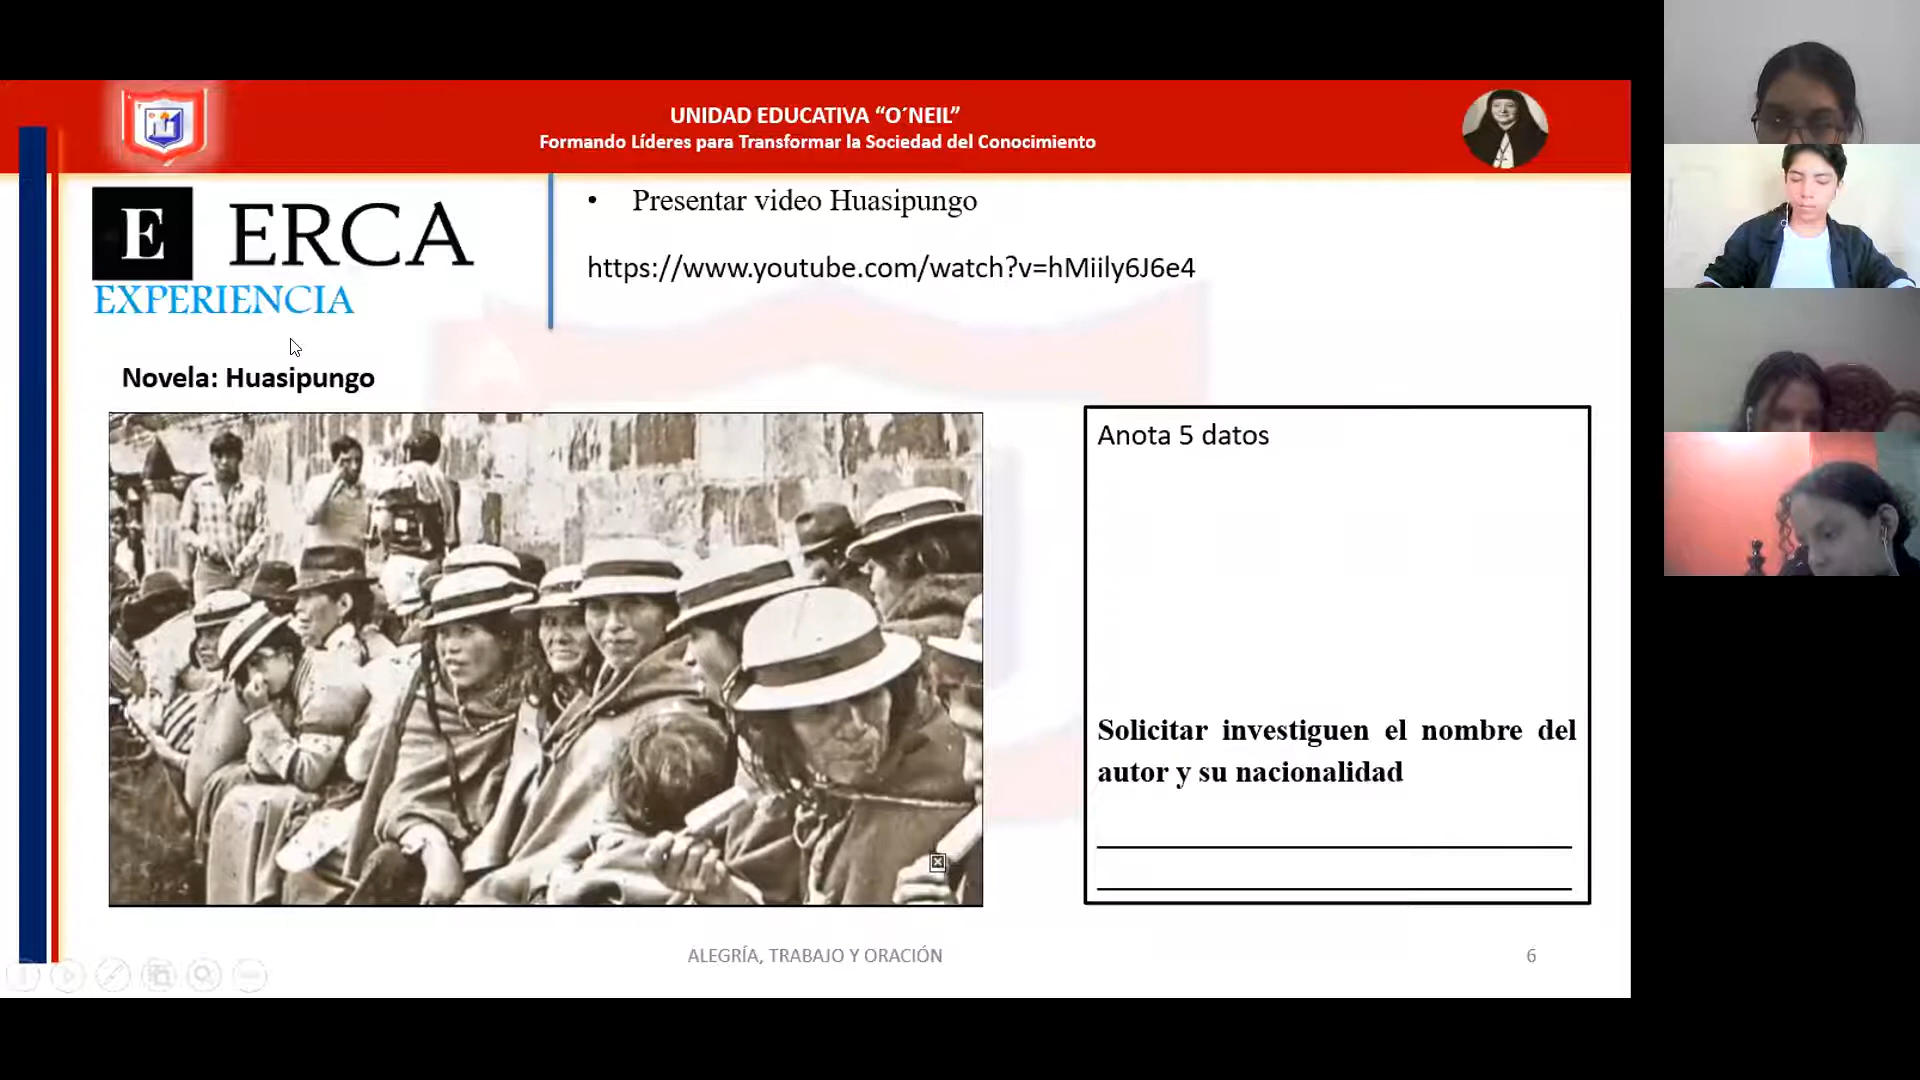 UNIDAD EDUCATIVA “O´NEIL”
Formando Líderes para Transformar la Sociedad del Conocimiento
E ERCA
EXPERIENCIA
• Presentar video Huasipungo
https://www.youtube.com/watch?v=hMiily6J6e4
Novela: Huasipungo
Anota 5 datos
Solicitar investiguen el nombre del
autor y su nacionalidad
ALEGRÍA, TRABAJO Y ORACIÓN
6